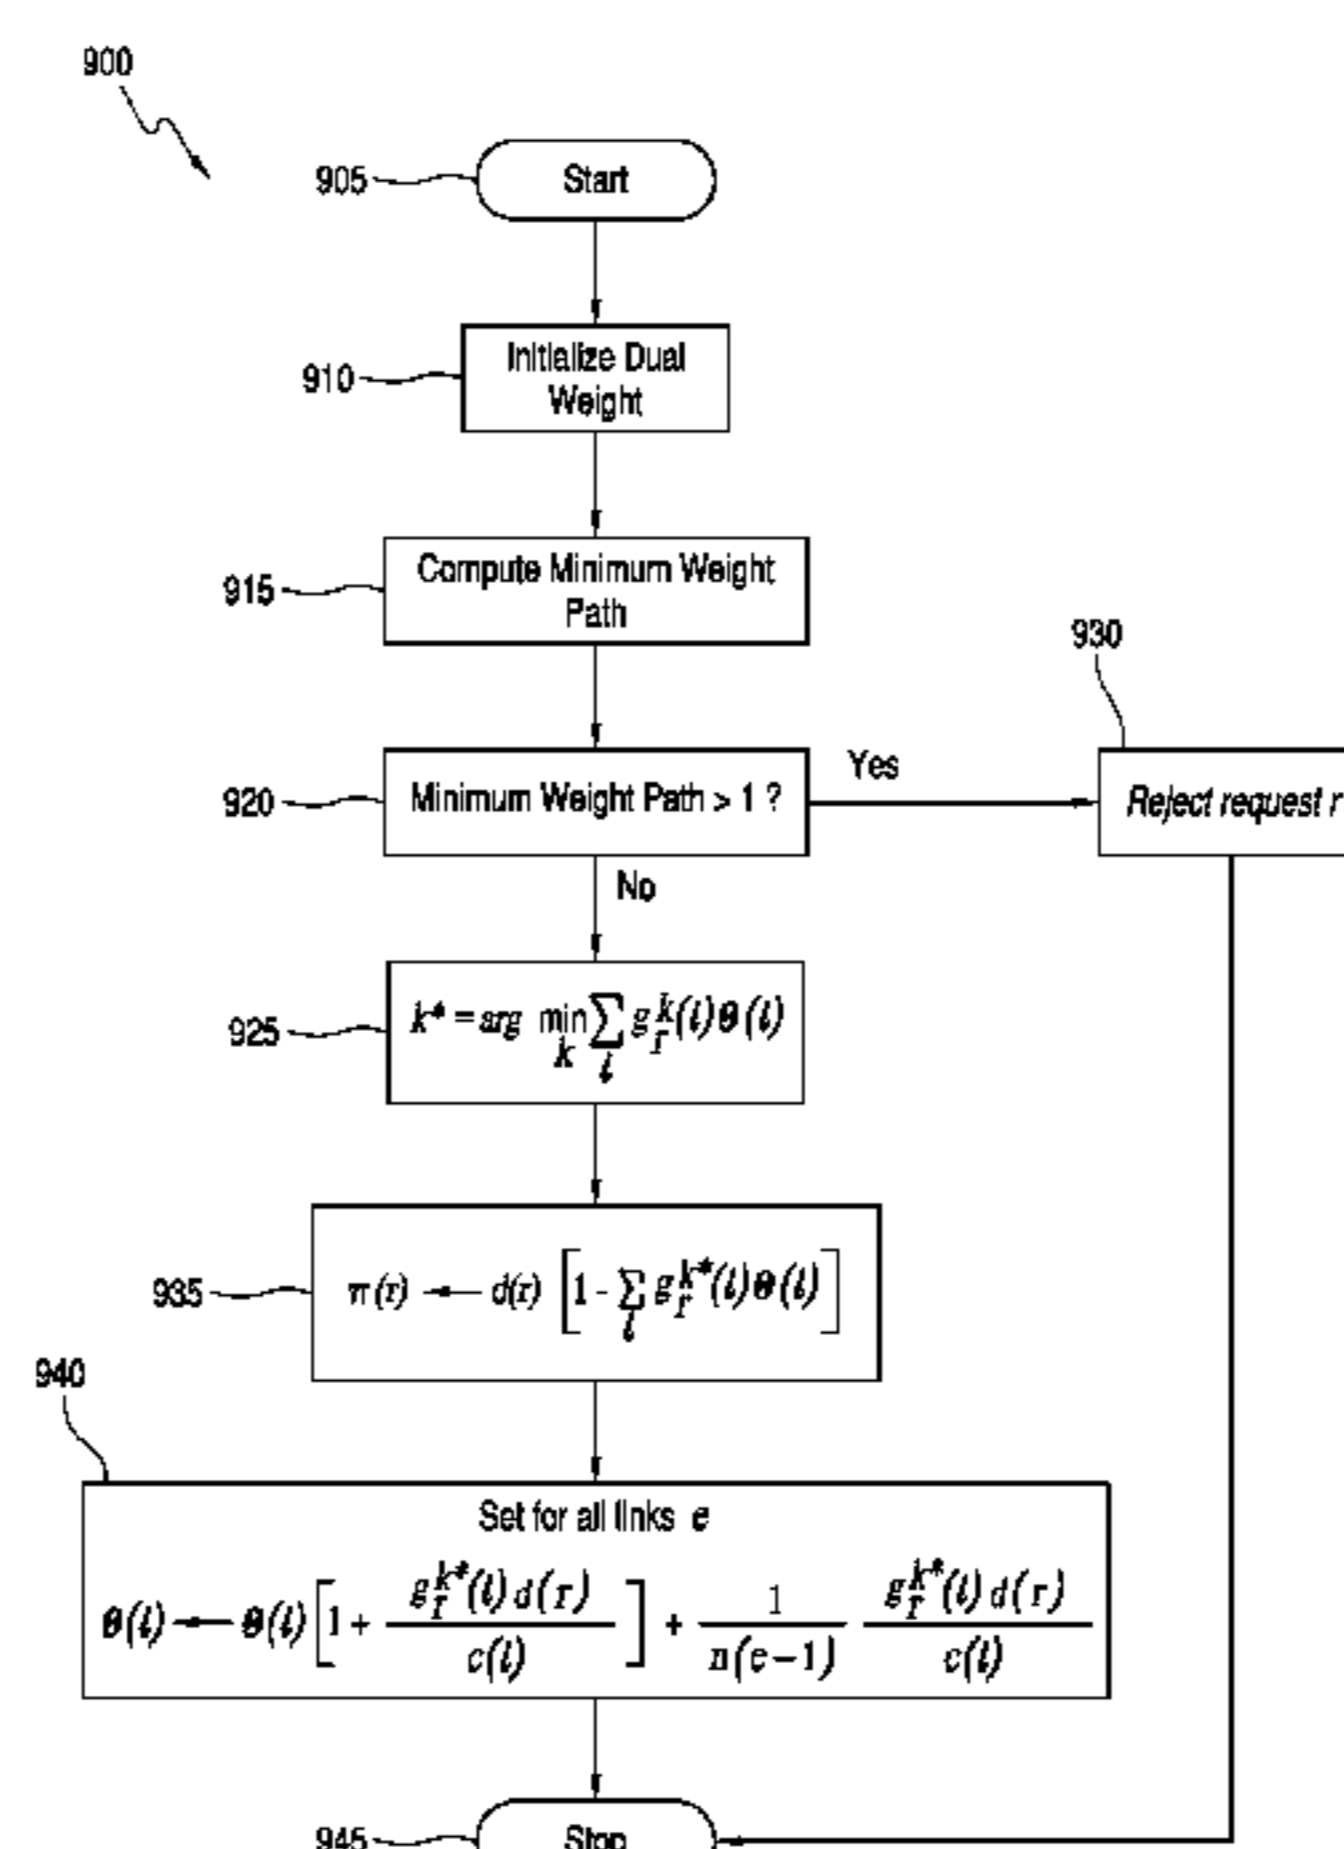 900
905 Start
910 Initialize Dual
Weight
915 Compute Minimum Weight
Path
920 Minimum Weight Path > 1 ?
Yes
930
Reject request r
No
925 k* = arg min_k ∑_l g_r^k(l) θ(l)
935 π(r) ← d(r) [1 - ∑_l g_r^{k*}(l) θ(l)]
940
Set for all links e
θ(l) ← θ(l) [1 + g_r^{k*}(l) d(r) / c(l)] + 1 / n(e−1) g_r^{k*}(l) d(r) / c(l)
945 Stop